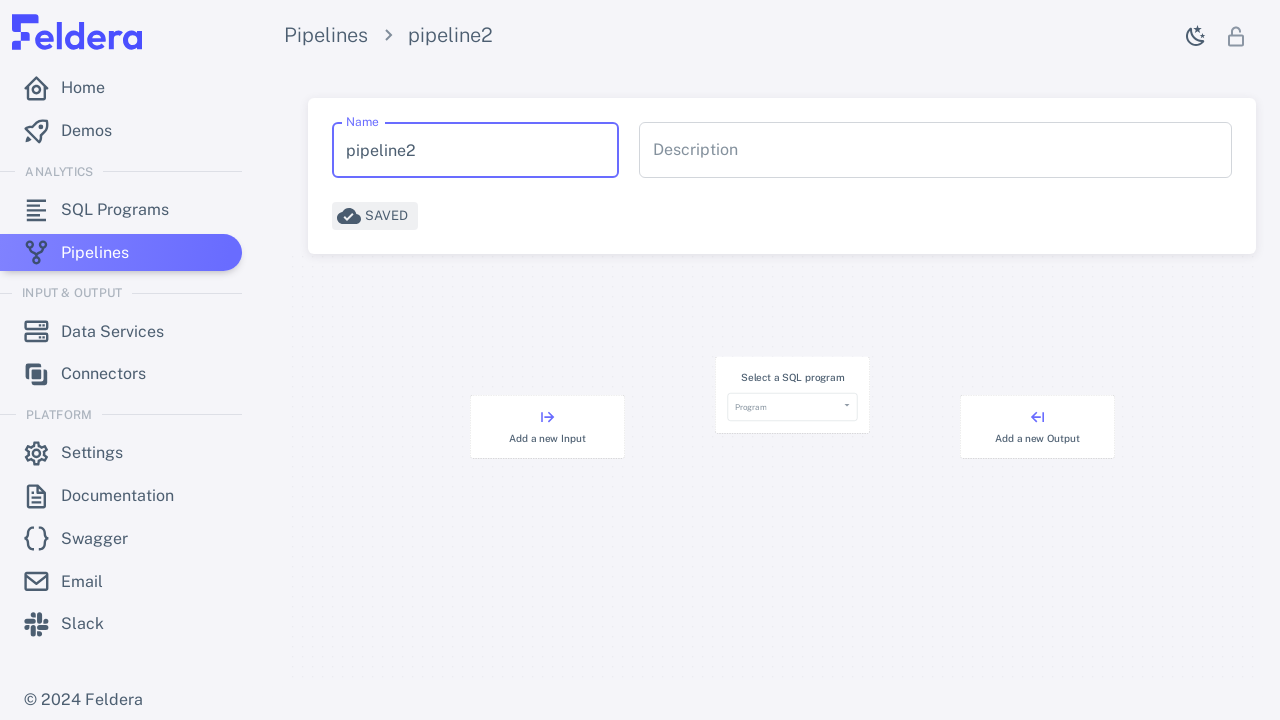 Feldera
Home
Demos
ANALYTICS
SQL Programs
Pipelines
INPUT & OUTPUT
Data Services
Connectors
PLATFORM
Settings
Documentation
Swagger
Email
Slack
© 2024 Feldera
Pipelines > pipeline2
Name
pipeline2
Description
SAVED
Add a new Input
Select a SQL program
Program
Add a new Output